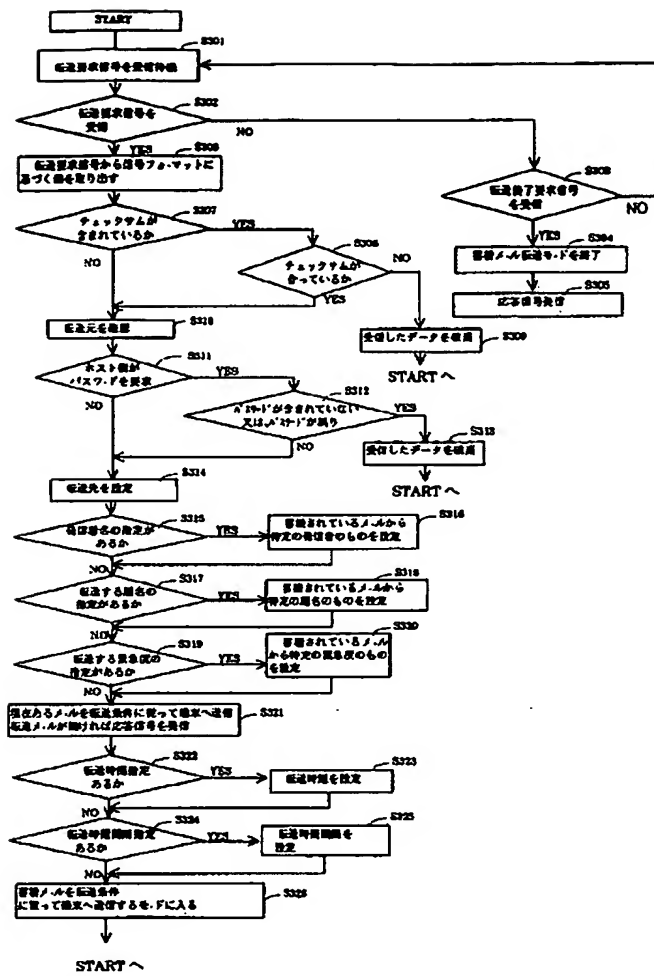 START
S301
転送要求信号を受信待機
S302
転送要求信号を
受信
YES
NO
転送要求信号から信号フォーマットに
基づく値を取り出す
S303
転送終了要求信号
を受信
YES
NO
S304
蓄積メール転送モードを終了
S305
応答信号発信
S307
チェックサムが
含まれているか
YES
NO
チェックサムが
合っているか
YES
NO
S309
受信したデータを破棄
STARTへ
S310
転送元を確認
S311
ホスト側が
パスワードを要求
YES
NO
S312
パスワードが含まれていない
又は、パスワードが誤り
YES
NO
S313
受信したデータを破棄
STARTへ
S314
転送先を設定
S315
発信者名の指定が
あるか
YES
NO
S316
蓄積されているメールから
特定の発信者のものを設定
S317
転送する題名の
指定があるか
YES
NO
S318
蓄積されているメールから
特定の題名のものを設定
S319
転送する緊急度の
指定があるか
YES
NO
S320
蓄積されているメール
から特定の緊急度のもの
を設定
S321
現在あるメールを転送条件に従って端末へ送信
転送メールが無ければ応答信号を発信
S322
転送時間指定
あるか
YES
NO
S323
転送時間を設定
S324
転送時間間隔指定
あるか
YES
NO
S325
転送時間間隔を
設定
S326
蓄積メールを転送条件
に従って端末へ送信するモードに入る
STARTへ